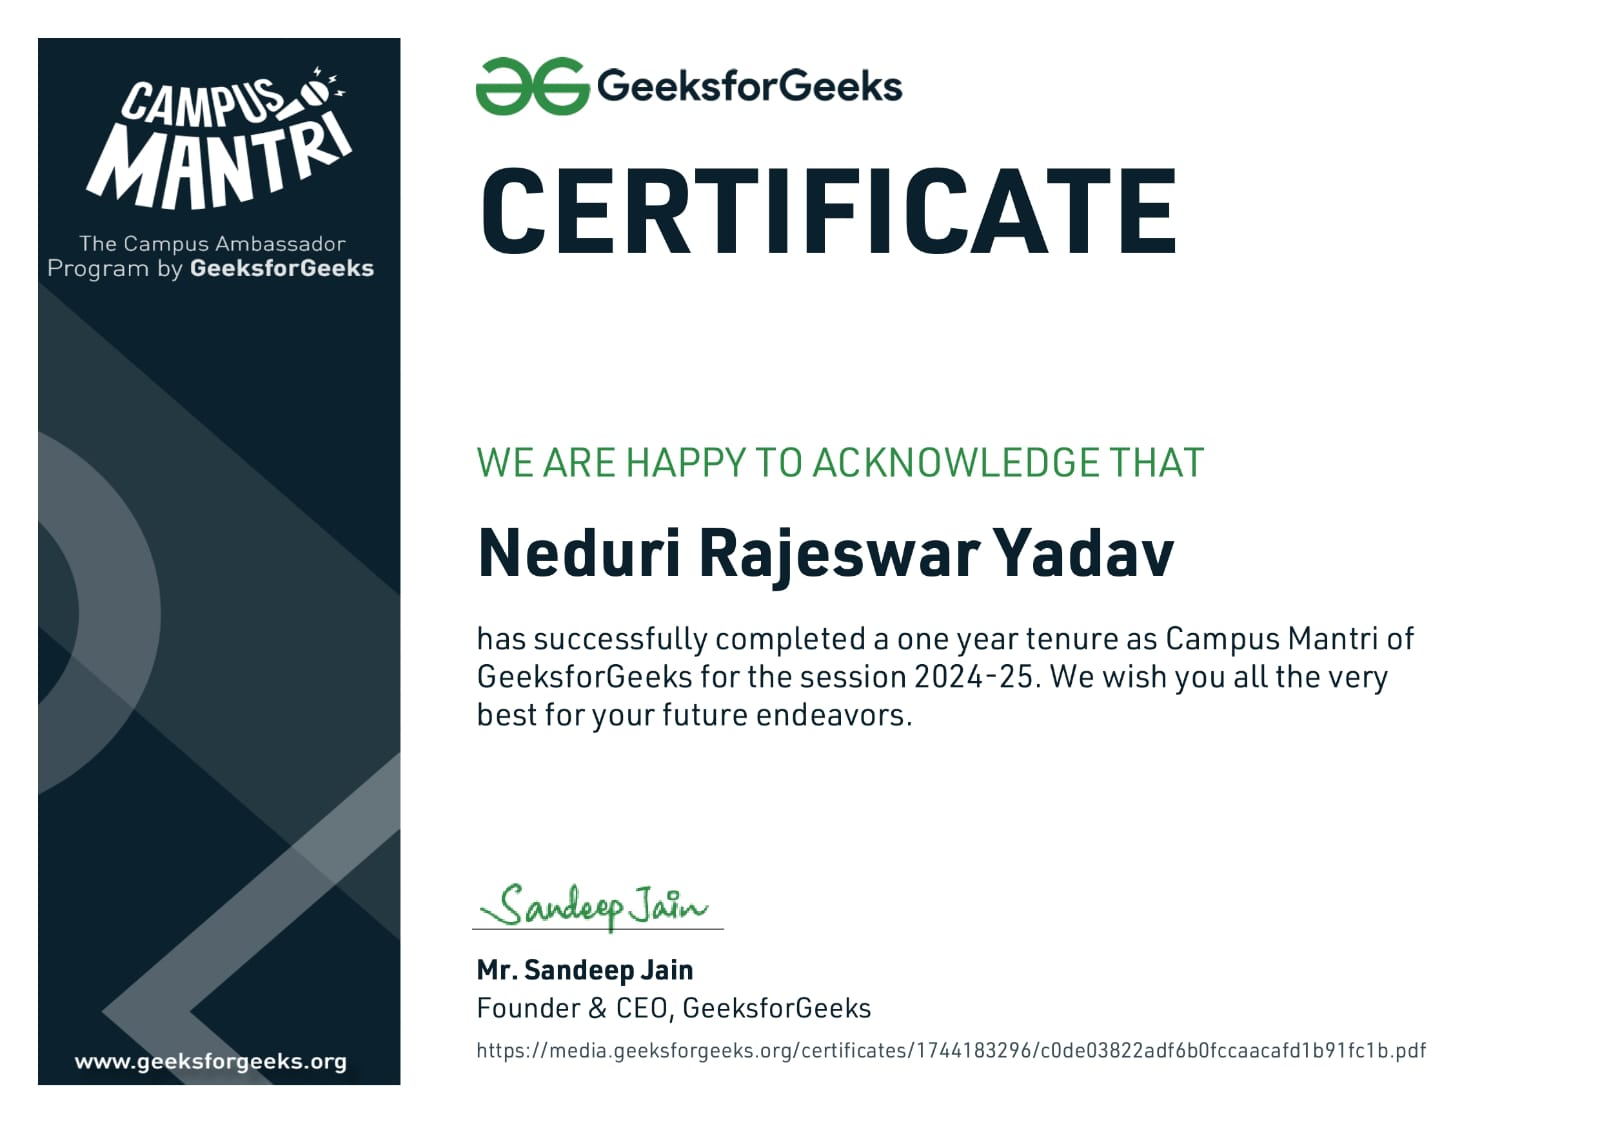 CAMPUS
MANTRI
The Campus Ambassador
Program by GeeksforGeeks
www.geeksforgeeks.org
GeeksforGeeks
CERTIFICATE
WE ARE HAPPY TO ACKNOWLEDGE THAT
Neduri Rajeswar Yadav
has successfully completed a one year tenure as Campus Mantri of
GeeksforGeeks for the session 2024-25. We wish you all the very
best for your future endeavors.
Sandeep Jain
Mr. Sandeep Jain
Founder & CEO, GeeksforGeeks
https://media.geeksforgeeks.org/certificates/1744183296/c0de03822adf6b0fccaacafd1b91fc1b.pdf